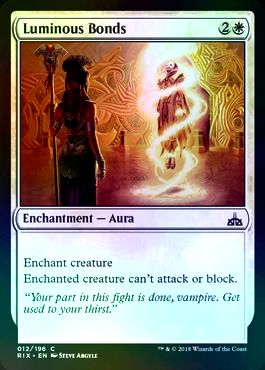 Luminous Bonds 2
Enchantment — Aura
Enchant creature
Enchanted creature can't attack or block.
“Your part in this fight is done, vampire. Get
used to your thirst.”
012/196 C
RIX • EN STEVE ARGYLE
™ & © 2018 Wizards of the Coast